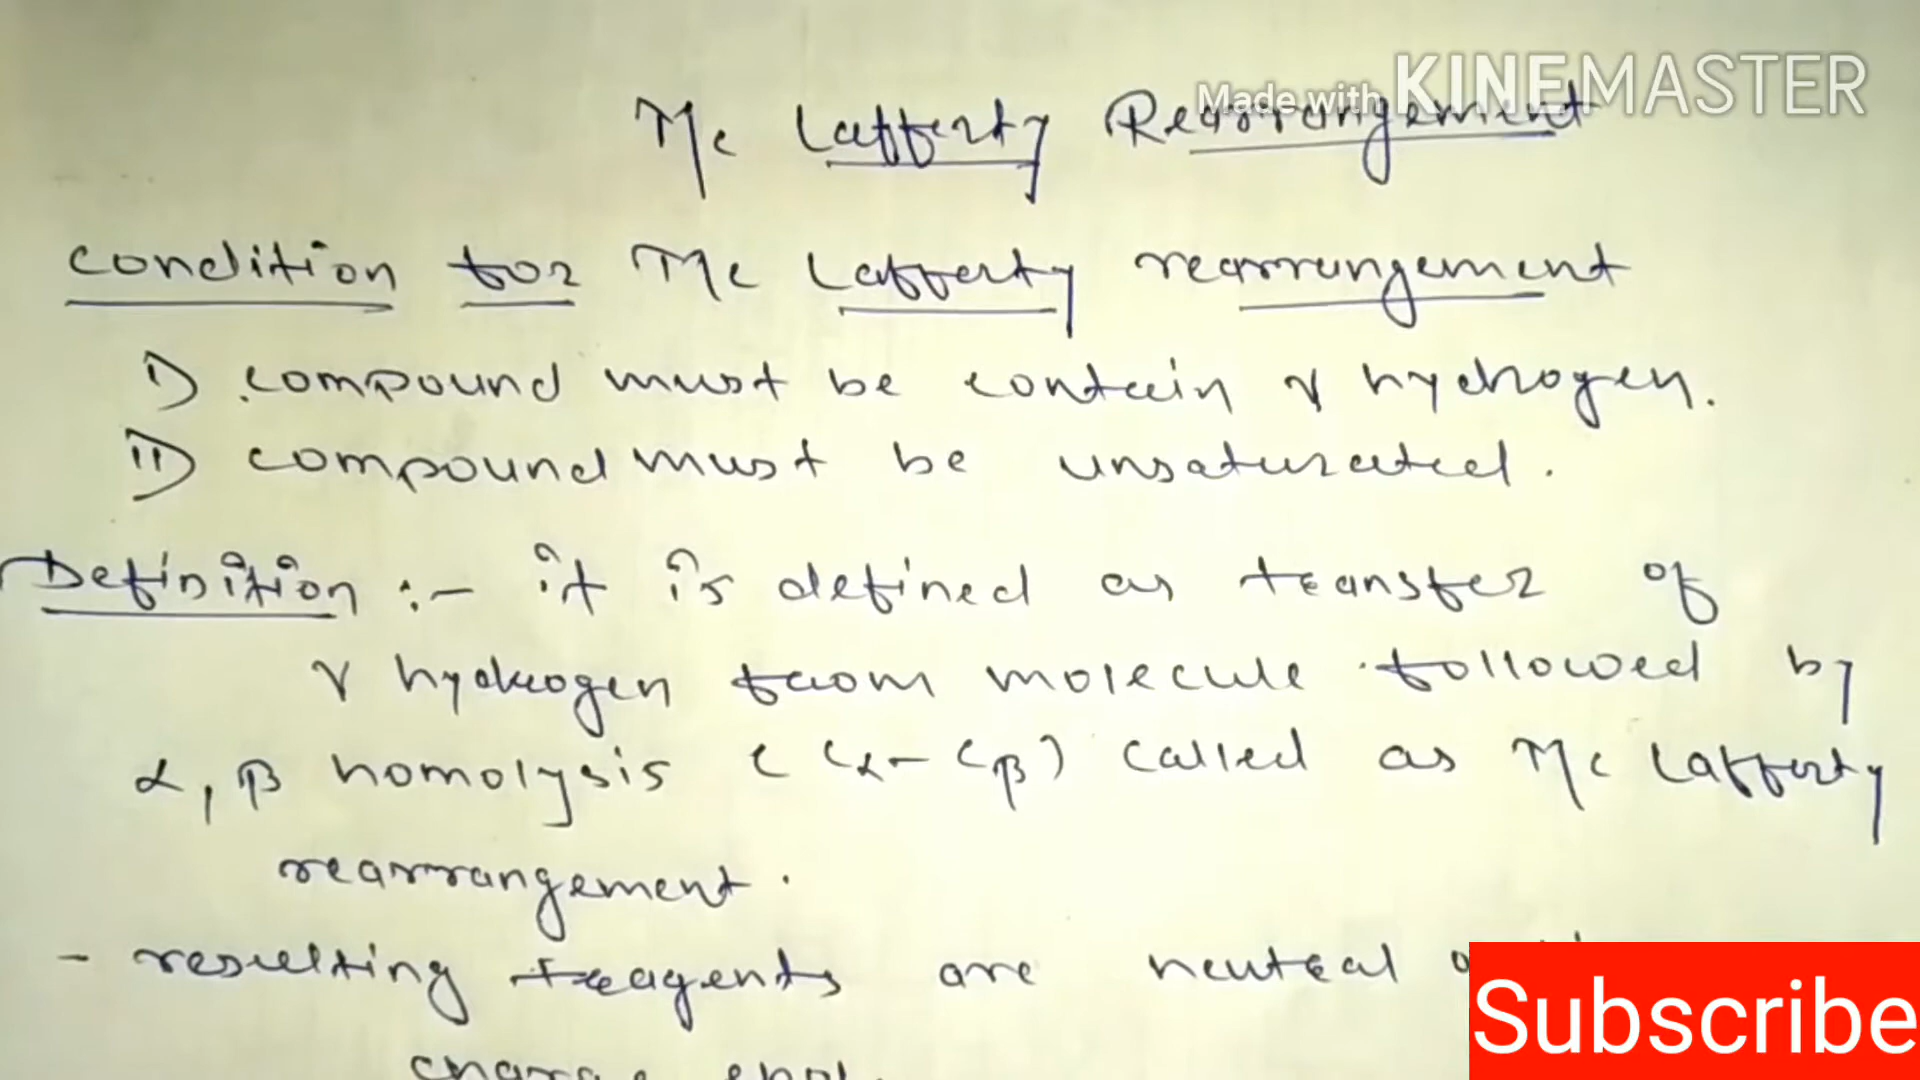 Made with KINEMASTER
Mc Lafferty Rearrangement
condition for Mc Lafferty rearrangement
I) compound must be contain γ hydrogen.
II) compound must be unsaturated.
Definition :- it is defined as transfer of
γ hydrogen from molecule followed by
α, β homolysis ( Cα - Cβ) called as Mc Lafferty
rearrangement.
- resulting are neutral
Subscribe